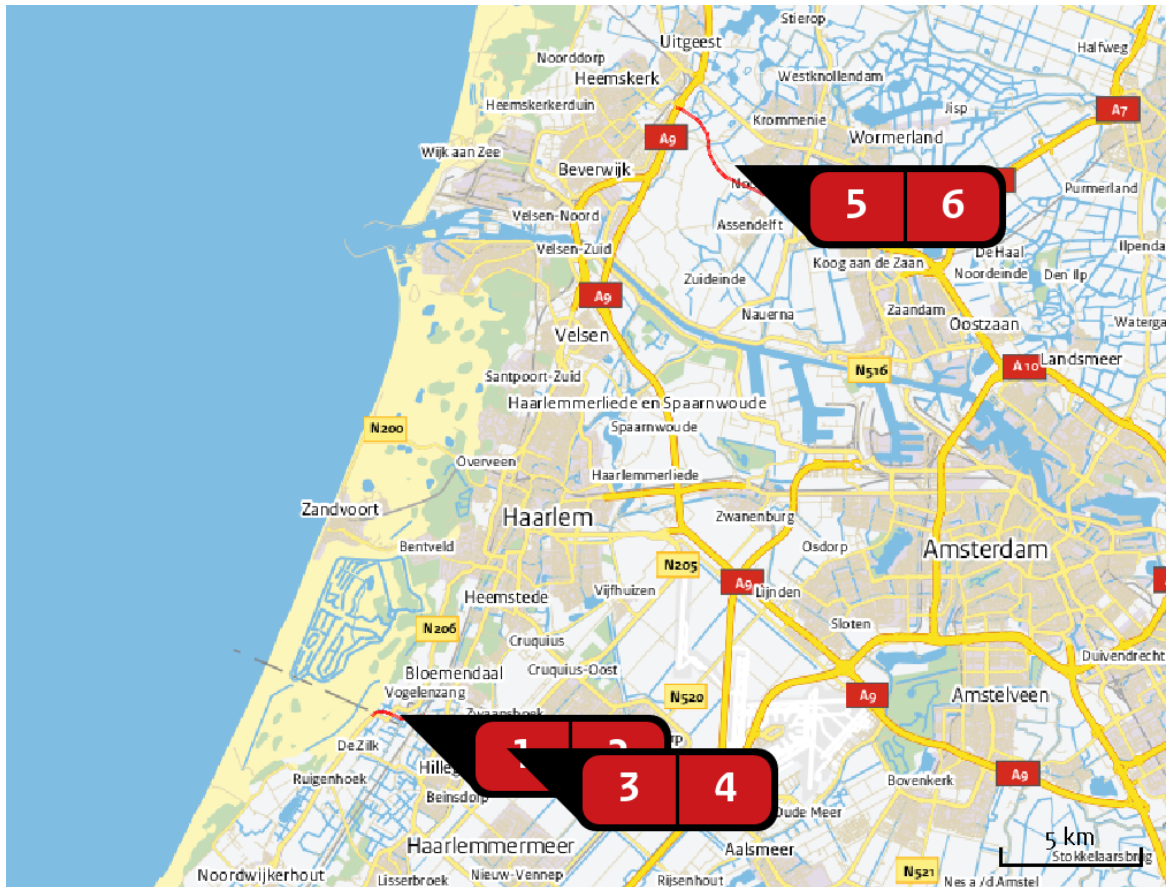 Stierop
Uitgeest
Halfweg
Noorddorp
Heemskerk
Westknollendam
Heemskerkerduin
Jisp
A7
Krommenie
Wormerland
A9
Wijk aan Zee
Beverwijk
Purmerland
5 6
Velsen-Noord
Assendelft
Velsen-Zuid
Ilpenda
De Haal
Koog aan de Zaan
Noordeinde
Den Ilp
Zuideinde
A9
Nauerna
Zaandam
Oostzaan
Waterga
Velsen
Landsmeer
A10
N516
Santpoort-Zuid
Haarlemmerliede en Spaarnwoude
Spaarnwoude
N200
Overveen
Haarlemmerliede
Zandvoort
Haarlem
Zwanenburg
Bentveld
Osdorp
Amsterdam
N205
A9
Vijfhuizen
Lijnden
Heemstede
Sloten
N206
Cruquius
Duivendrecht
Bloemendaal
Cruquius-Oost
Vogelenzang
N520
A9
Amstelveen
Zwaanshoek
De Zilk
Ruigenhoek
3 4
A9
Bovenkerk
Beinsdorp
Oude Meer
Haarlemmermeer
Aalsmeer
5 km
Stokkelaarsbrug
Noordwijkerhout
Lisserbroek
Nieuw-Vennep
Rijsenhout
N521
Nes a/d Amstel